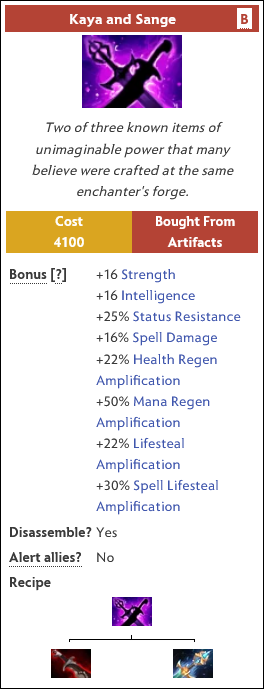 Kaya and Sange B
Two of three known items of
unimaginable power that many
believe were crafted at the same
enchanter's forge.
Cost Bought From
4100 Artifacts
Bonus [?] +16 Strength
+16 Intelligence
+25% Status Resistance
+16% Spell Damage
+22% Health Regen
Amplification
+50% Mana Regen
Amplification
+22% Lifesteal
Amplification
+30% Spell Lifesteal
Amplification
Disassemble? Yes
Alert allies? No
Recipe